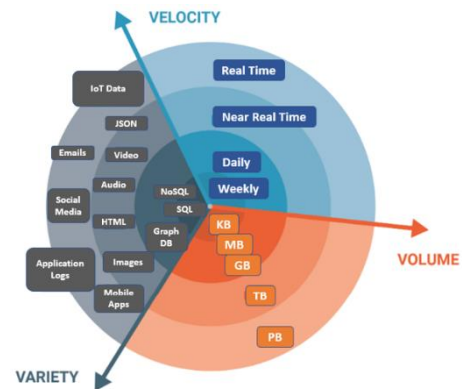 VELOCITY
Real Time
Near Real Time
Daily
Weekly
IoT Data
JSON
Emails
Video
Audio
NoSQL
Social
Media
SQL
HTML
Graph
DB
Application
Logs
Images
Mobile
Apps
KB
MB
GB
TB
PB
VOLUME
VARIETY